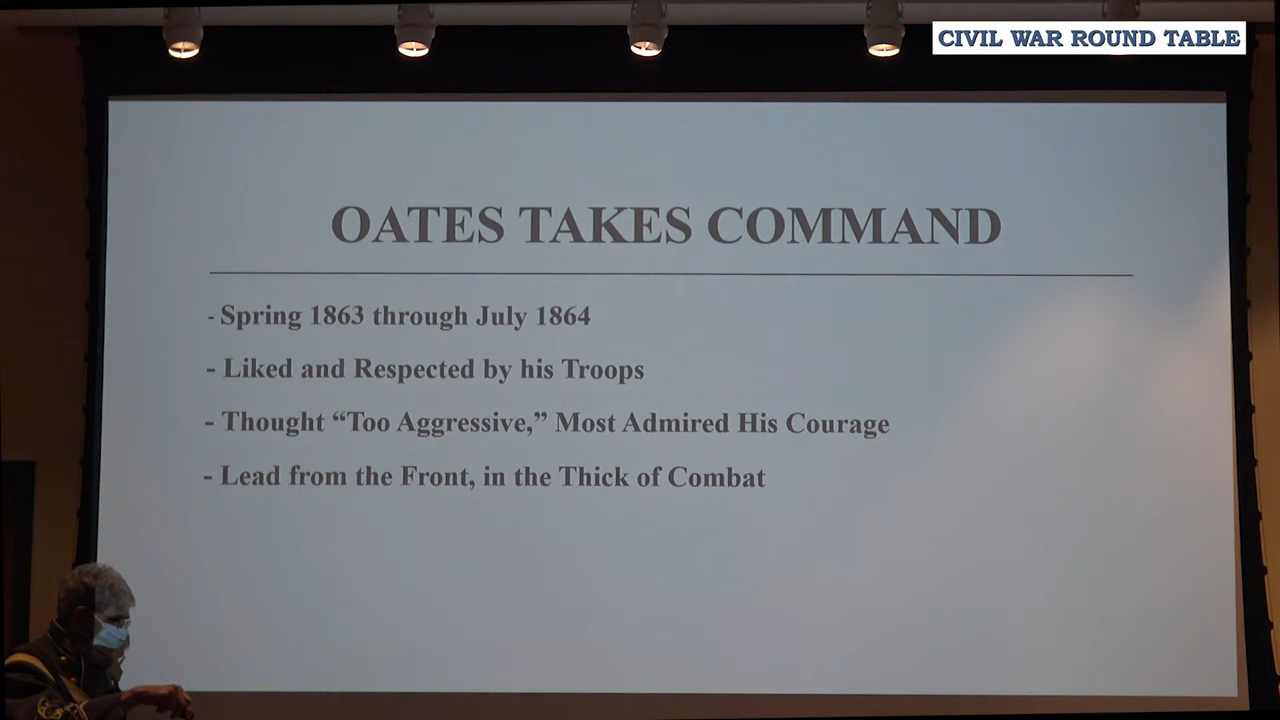 CIVIL WAR ROUND TABLE
OATES TAKES COMMAND
- Spring 1863 through July 1864
- Liked and Respected by his Troops
- Thought “Too Aggressive,” Most Admired His Courage
- Lead from the Front, in the Thick of Combat